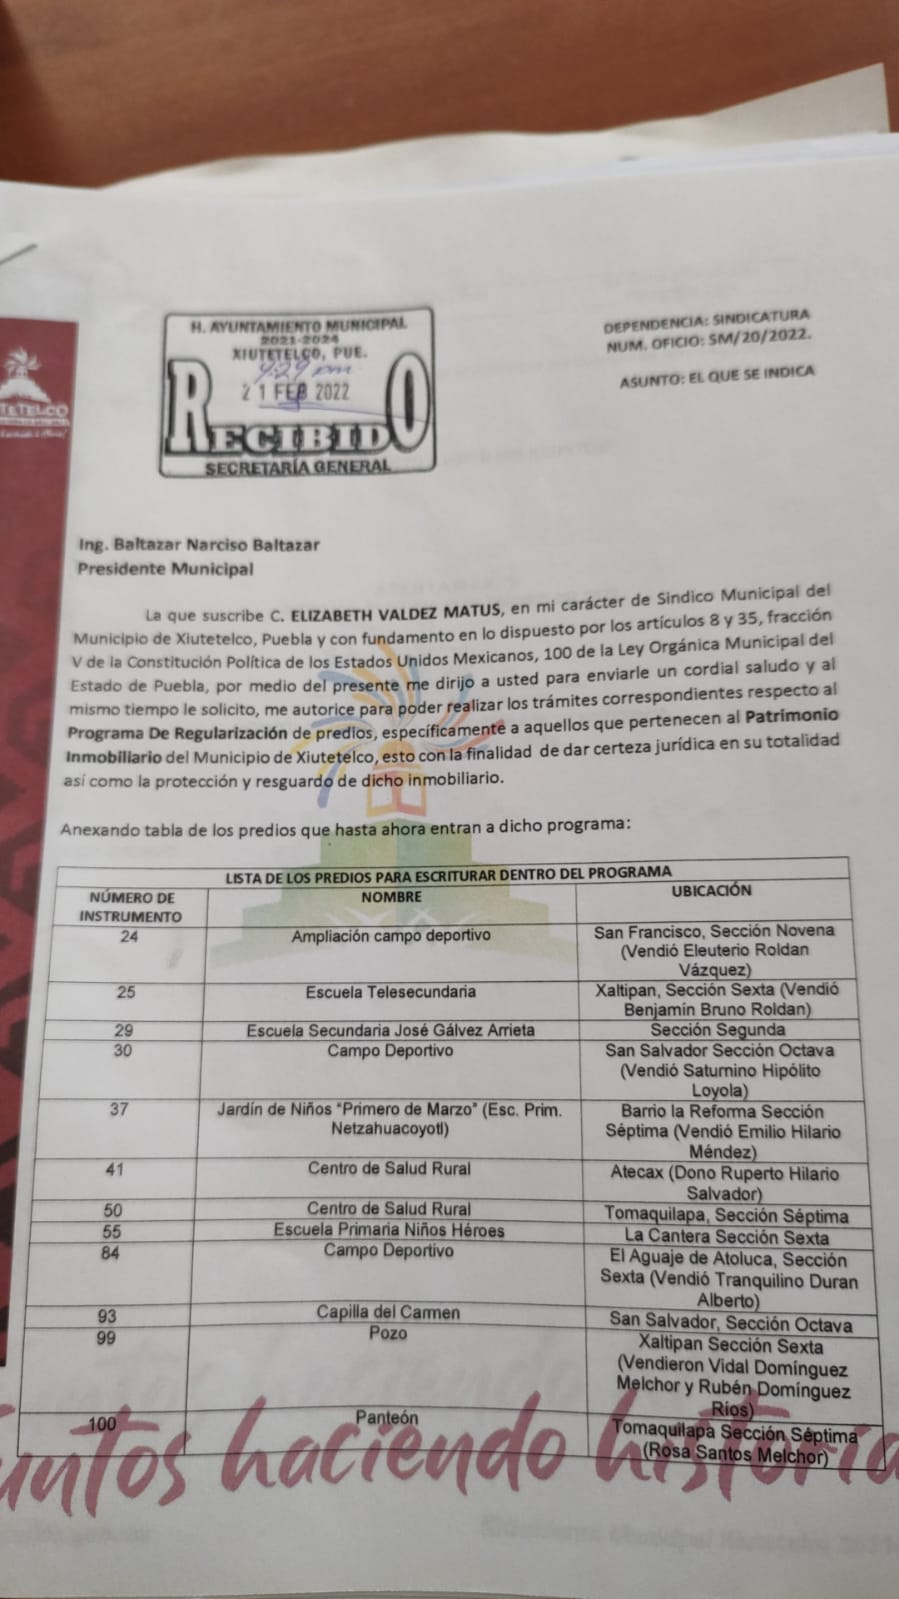 H. AYUNTAMIENTO MUNICIPAL
2021-2024
XIUTETELCO, PUE.
21 FEB 2022
RECIBIDO
SECRETARÍA GENERAL
DEPENDENCIA: SINDICATURA
NUM. OFICIO: SM/20/2022.
ASUNTO: EL QUE SE INDICA
TETELCO
Ing. Baltazar Narciso Baltazar
Presidente Municipal
La que suscribe C. ELIZABETH VALDEZ MATUS, en mi carácter de Sindico Municipal del
Municipio de Xiutetelco, Puebla y con fundamento en lo dispuesto por los artículos 8 y 35, fracción
V de la Constitución Política de los Estados Unidos Mexicanos, 100 de la Ley Orgánica Municipal del
Estado de Puebla, por medio del presente me dirijo a usted para enviarle un cordial saludo y al
mismo tiempo le solicito, me autorice para poder realizar los trámites correspondientes respecto al
Programa De Regularización de predios, específicamente a aquellos que pertenecen al Patrimonio
Inmobiliario del Municipio de Xiutetelco, esto con la finalidad de dar certeza jurídica en su totalidad
así como la protección y resguardo de dicho inmobiliario.
Anexando tabla de los predios que hasta ahora entran a dicho programa:
LISTA DE LOS PREDIOS PARA ESCRITURAR DENTRO DEL PROGRAMA
NÚMERO DE
INSTRUMENTO
NOMBRE
UBICACIÓN
24
Ampliación campo deportivo
San Francisco, Sección Novena
(Vendió Eleuterio Roldan
Vázquez)
25
Escuela Telesecundaria
Xaltipan, Sección Sexta (Vendió
Benjamín Bruno Roldan)
29
Escuela Secundaria José Gálvez Arrieta
Sección Segunda
30
Campo Deportivo
San Salvador Sección Octava
(Vendió Saturnino Hipólito
Loyola)
37
Jardín de Niños "Primero de Marzo" (Esc. Prim.
Netzahuacoyotl)
Barrio la Reforma Sección
Séptima (Vendió Emilio Hilario
Méndez)
41
Centro de Salud Rural
Atecax (Dono Ruperto Hilario
Salvador)
50
Centro de Salud Rural
Tomaquilapa, Sección Séptima
55
Escuela Primaria Niños Héroes
La Cantera Sección Sexta
84
Campo Deportivo
El Aguaje de Atoluca, Sección
Sexta (Vendió Tranquilino Duran
Alberto)
93
Capilla del Carmen
San Salvador, Sección Octava
99
Pozo
Xaltipan Sección Sexta
(Vendieron Vidal Domínguez
Melchor y Rubén Domínguez
Ríos)
100
Panteón
Tomaquilapa Sección Séptima
(Rosa Santos Melchor)
untos haciendo historia